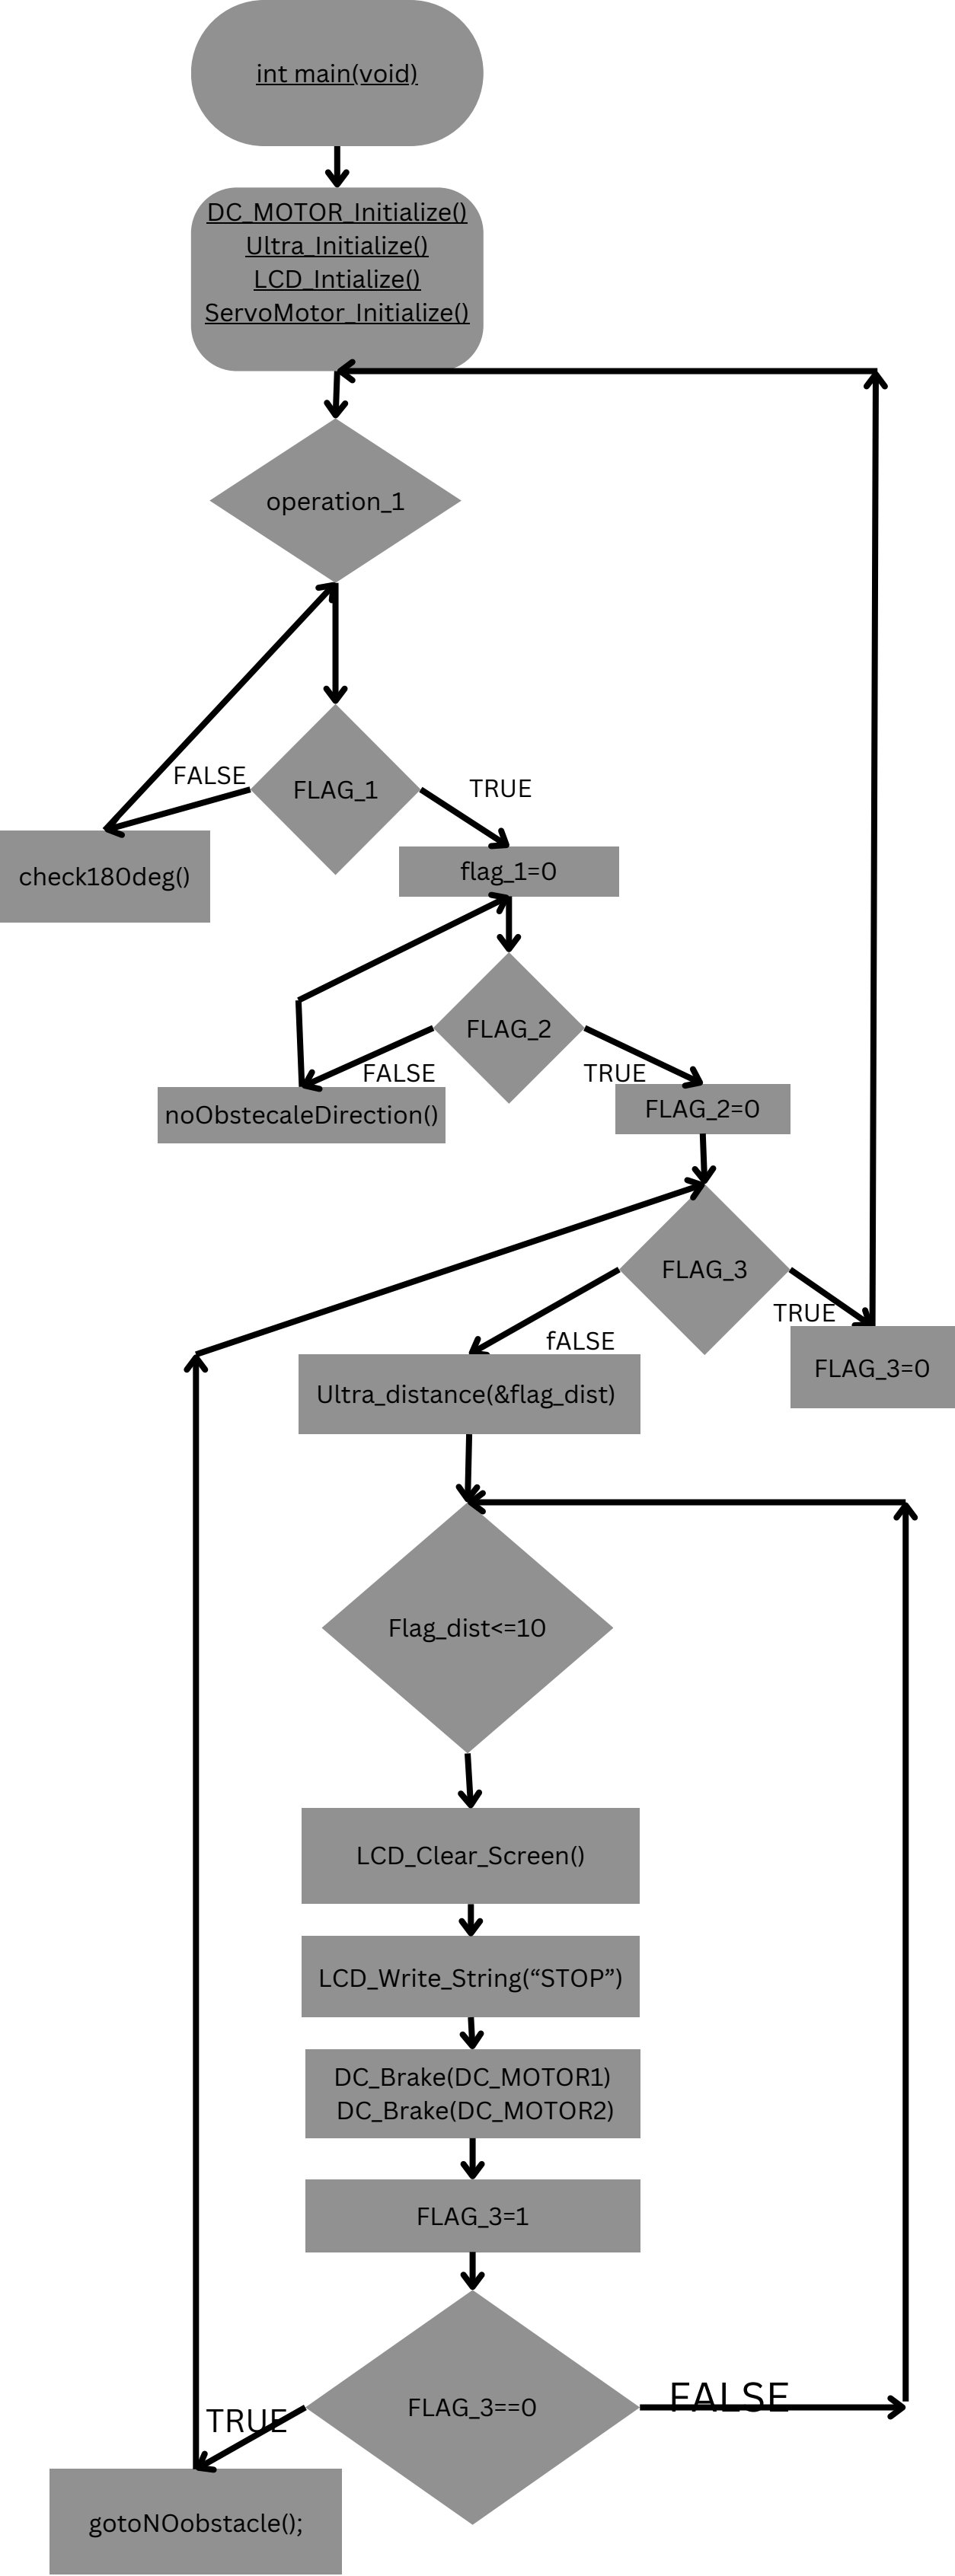 int main(void)
DC_MOTOR_Initialize()
Ultra_Initialize()
LCD_Intialize()
ServoMotor_Initialize()
operation_1
FALSE
FLAG_1
TRUE
check180deg()
flag_1=0
FLAG_2
FALSE
TRUE
noObstecaleDirection()
FLAG_2=0
FLAG_3
TRUE
fALSE
FLAG_3=0
Ultra_distance(&flag_dist)
Flag_dist<=10
LCD_Clear_Screen()
LCD_Write_String(“STOP”)
DC_Brake(DC_MOTOR1)
DC_Brake(DC_MOTOR2)
FLAG_3=1
FLAG_3==0
FALSE
TRUE
gotoNOobstacle();